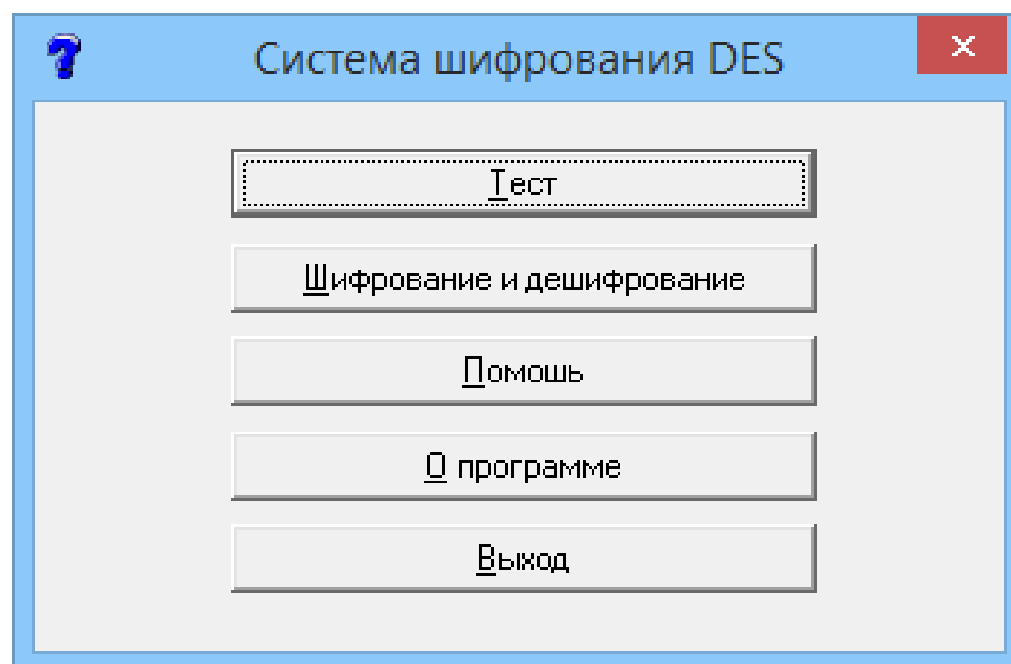 Система шифрования DES
Тест
Шифрование и дешифрование
Помошь
О программе
Выход